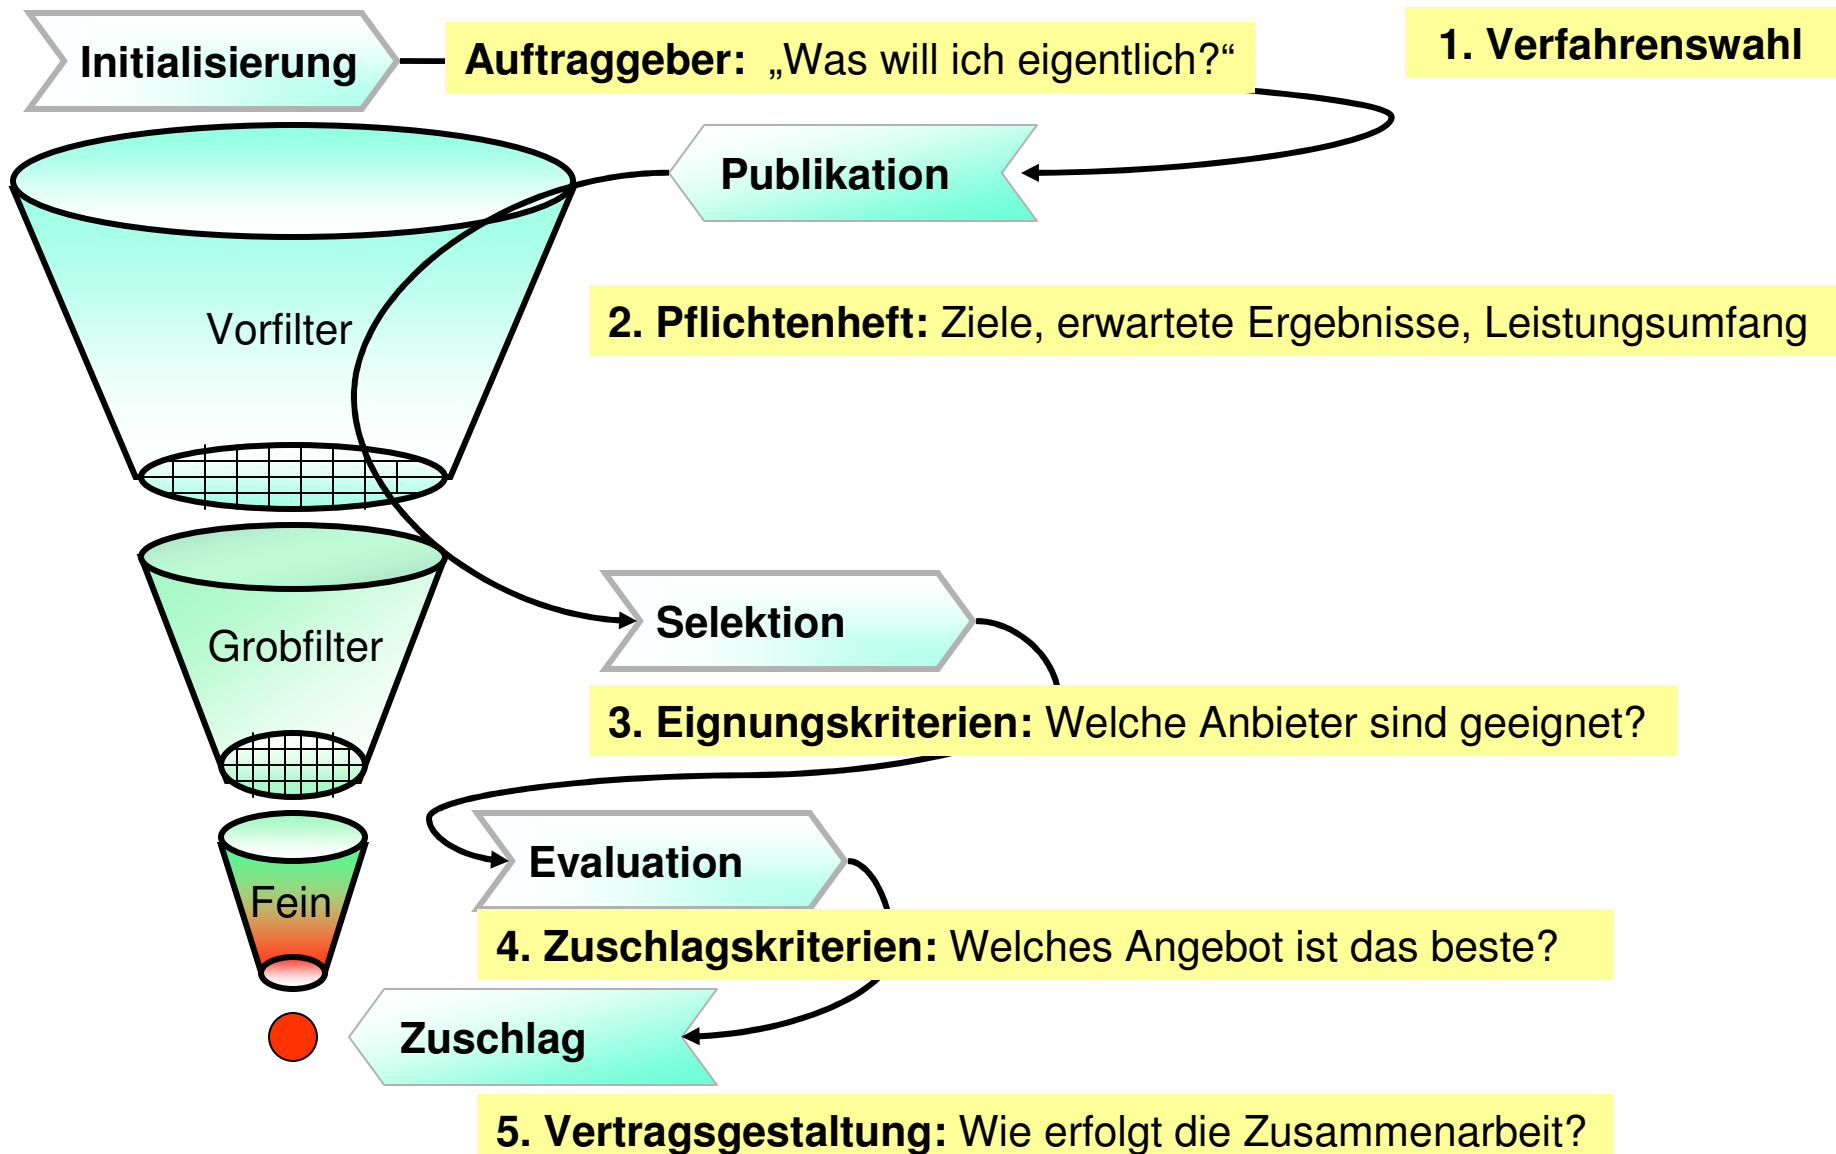 Initialisierung
Auftraggeber: „Was will ich eigentlich?“
1. Verfahrenswahl
Publikation
Vorfilter
2. Pflichtenheft: Ziele, erwartete Ergebnisse, Leistungsumfang
Selektion
Grobfilter
3. Eignungskriterien: Welche Anbieter sind geeignet?
Evaluation
Fein
4. Zuschlagskriterien: Welches Angebot ist das beste?
Zuschlag
5. Vertragsgestaltung: Wie erfolgt die Zusammenarbeit?